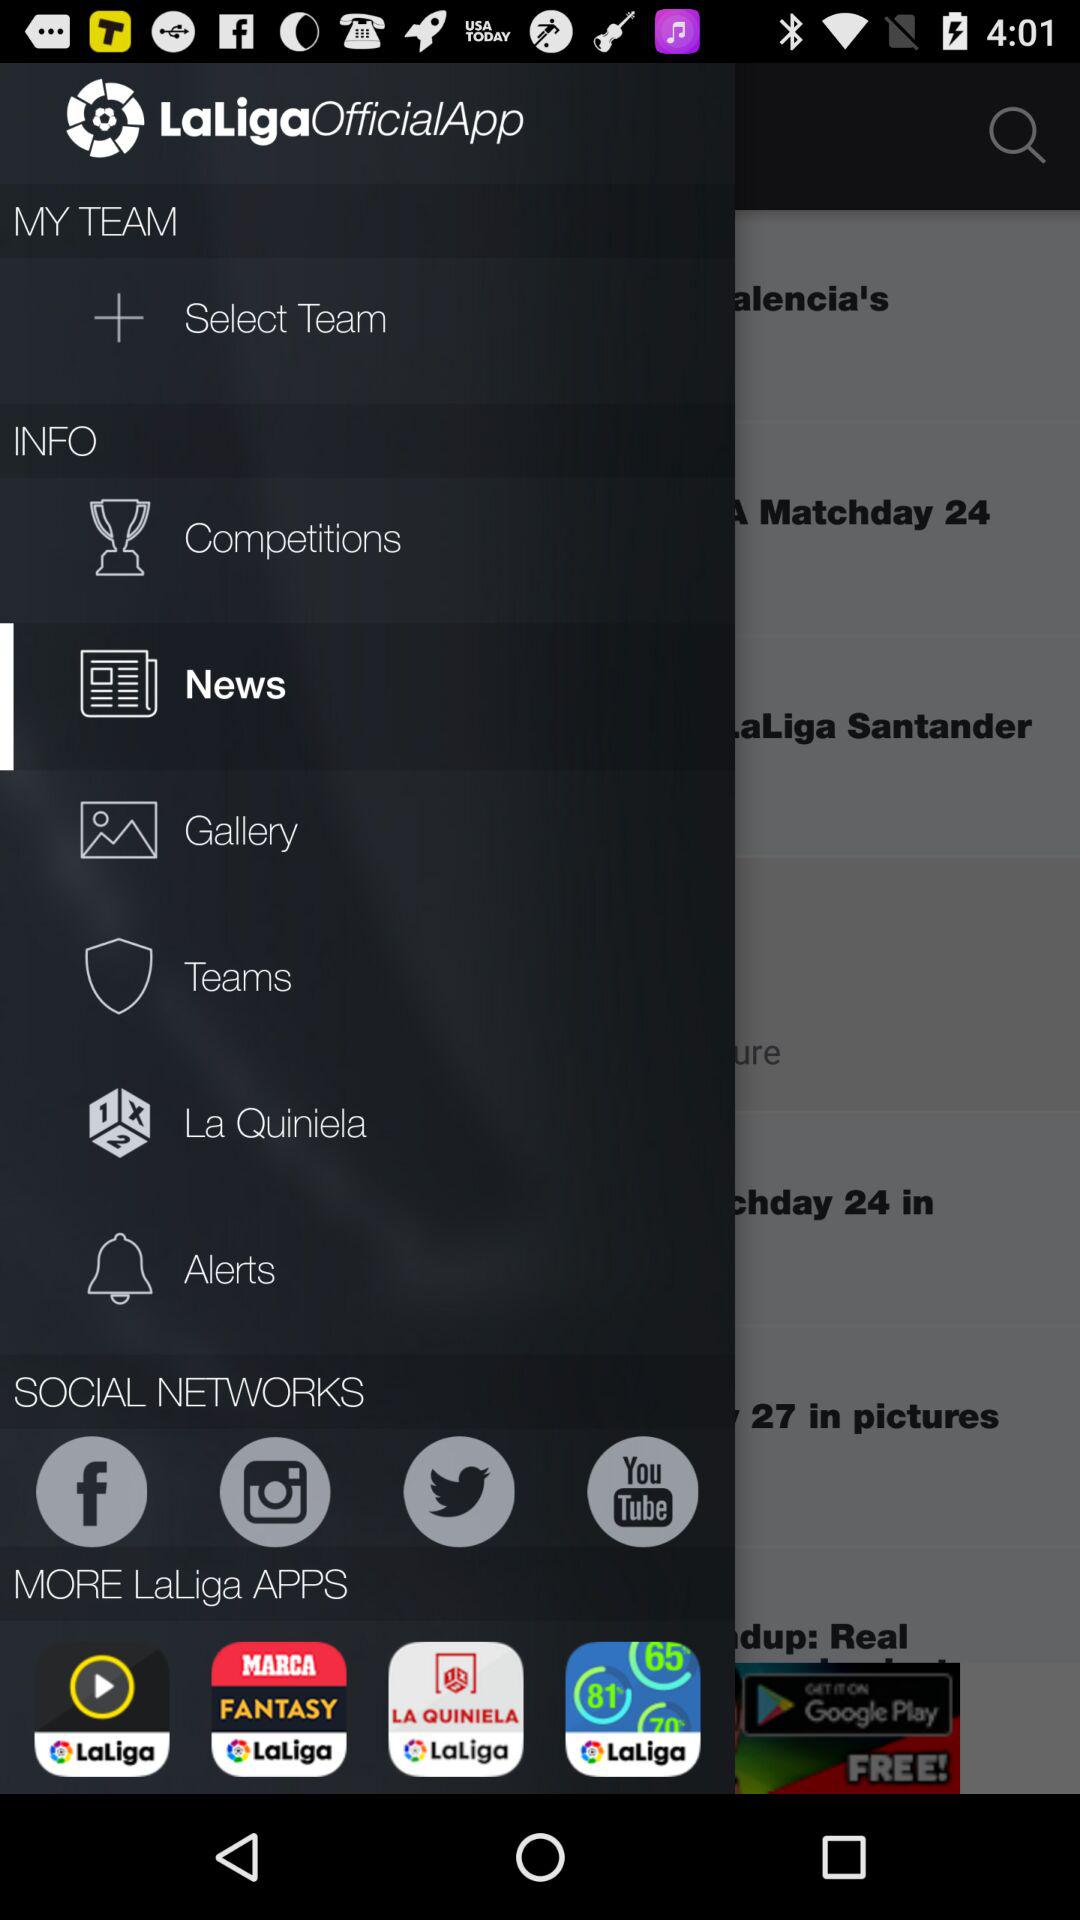 USA TODAY 4:01
LaLigaOfficialApp
MY TEAM
Select Team
alencia's
INFO
A Matchday 24
Competitions
News
LaLiga Santander
Gallery
Teams
ure
1 X 2
La Quiniela
chday 24 in
Alerts
SOCIAL NETWORKS
27 in pictures
You
Tube
MORE LaLiga APPS
ndup: Real
MARCA
FANTASY
LaLiga
LA QUINIELA
LaLiga
65%
81%
70%
LaLiga
LaLiga
GET IT ON
Google Play
FREE!